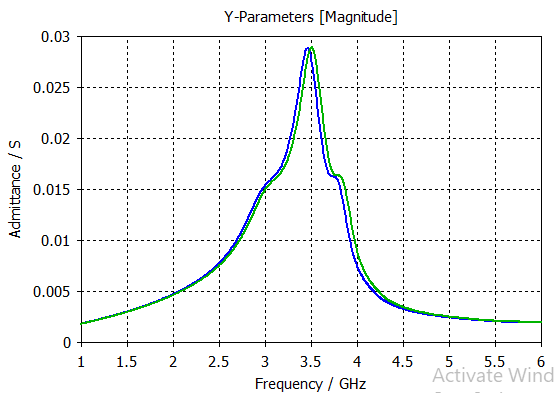 Y-Parameters [Magnitude]
0.03
0.025
0.02
0.015
0.01
0.005
0
Admittance / S
1 1.5 2 2.5 3 3.5 4 4.5 5 5.5 6
Frequency / GHz
Activate Wind